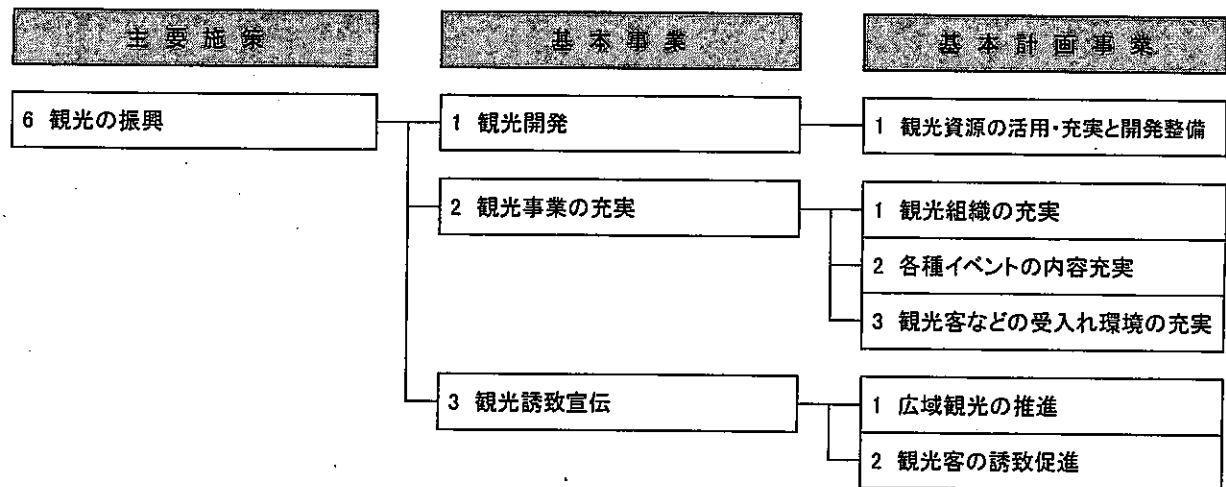 主要施策
基本事業
基本計画事業
6 観光の振興
1 観光開発
1 観光資源の活用・充実と開発整備
2 観光事業の充実
1 観光組織の充実
2 各種イベントの内容充実
3 観光客などの受入れ環境の充実
3 観光誘致宣伝
1 広域観光の推進
2 観光客の誘致促進